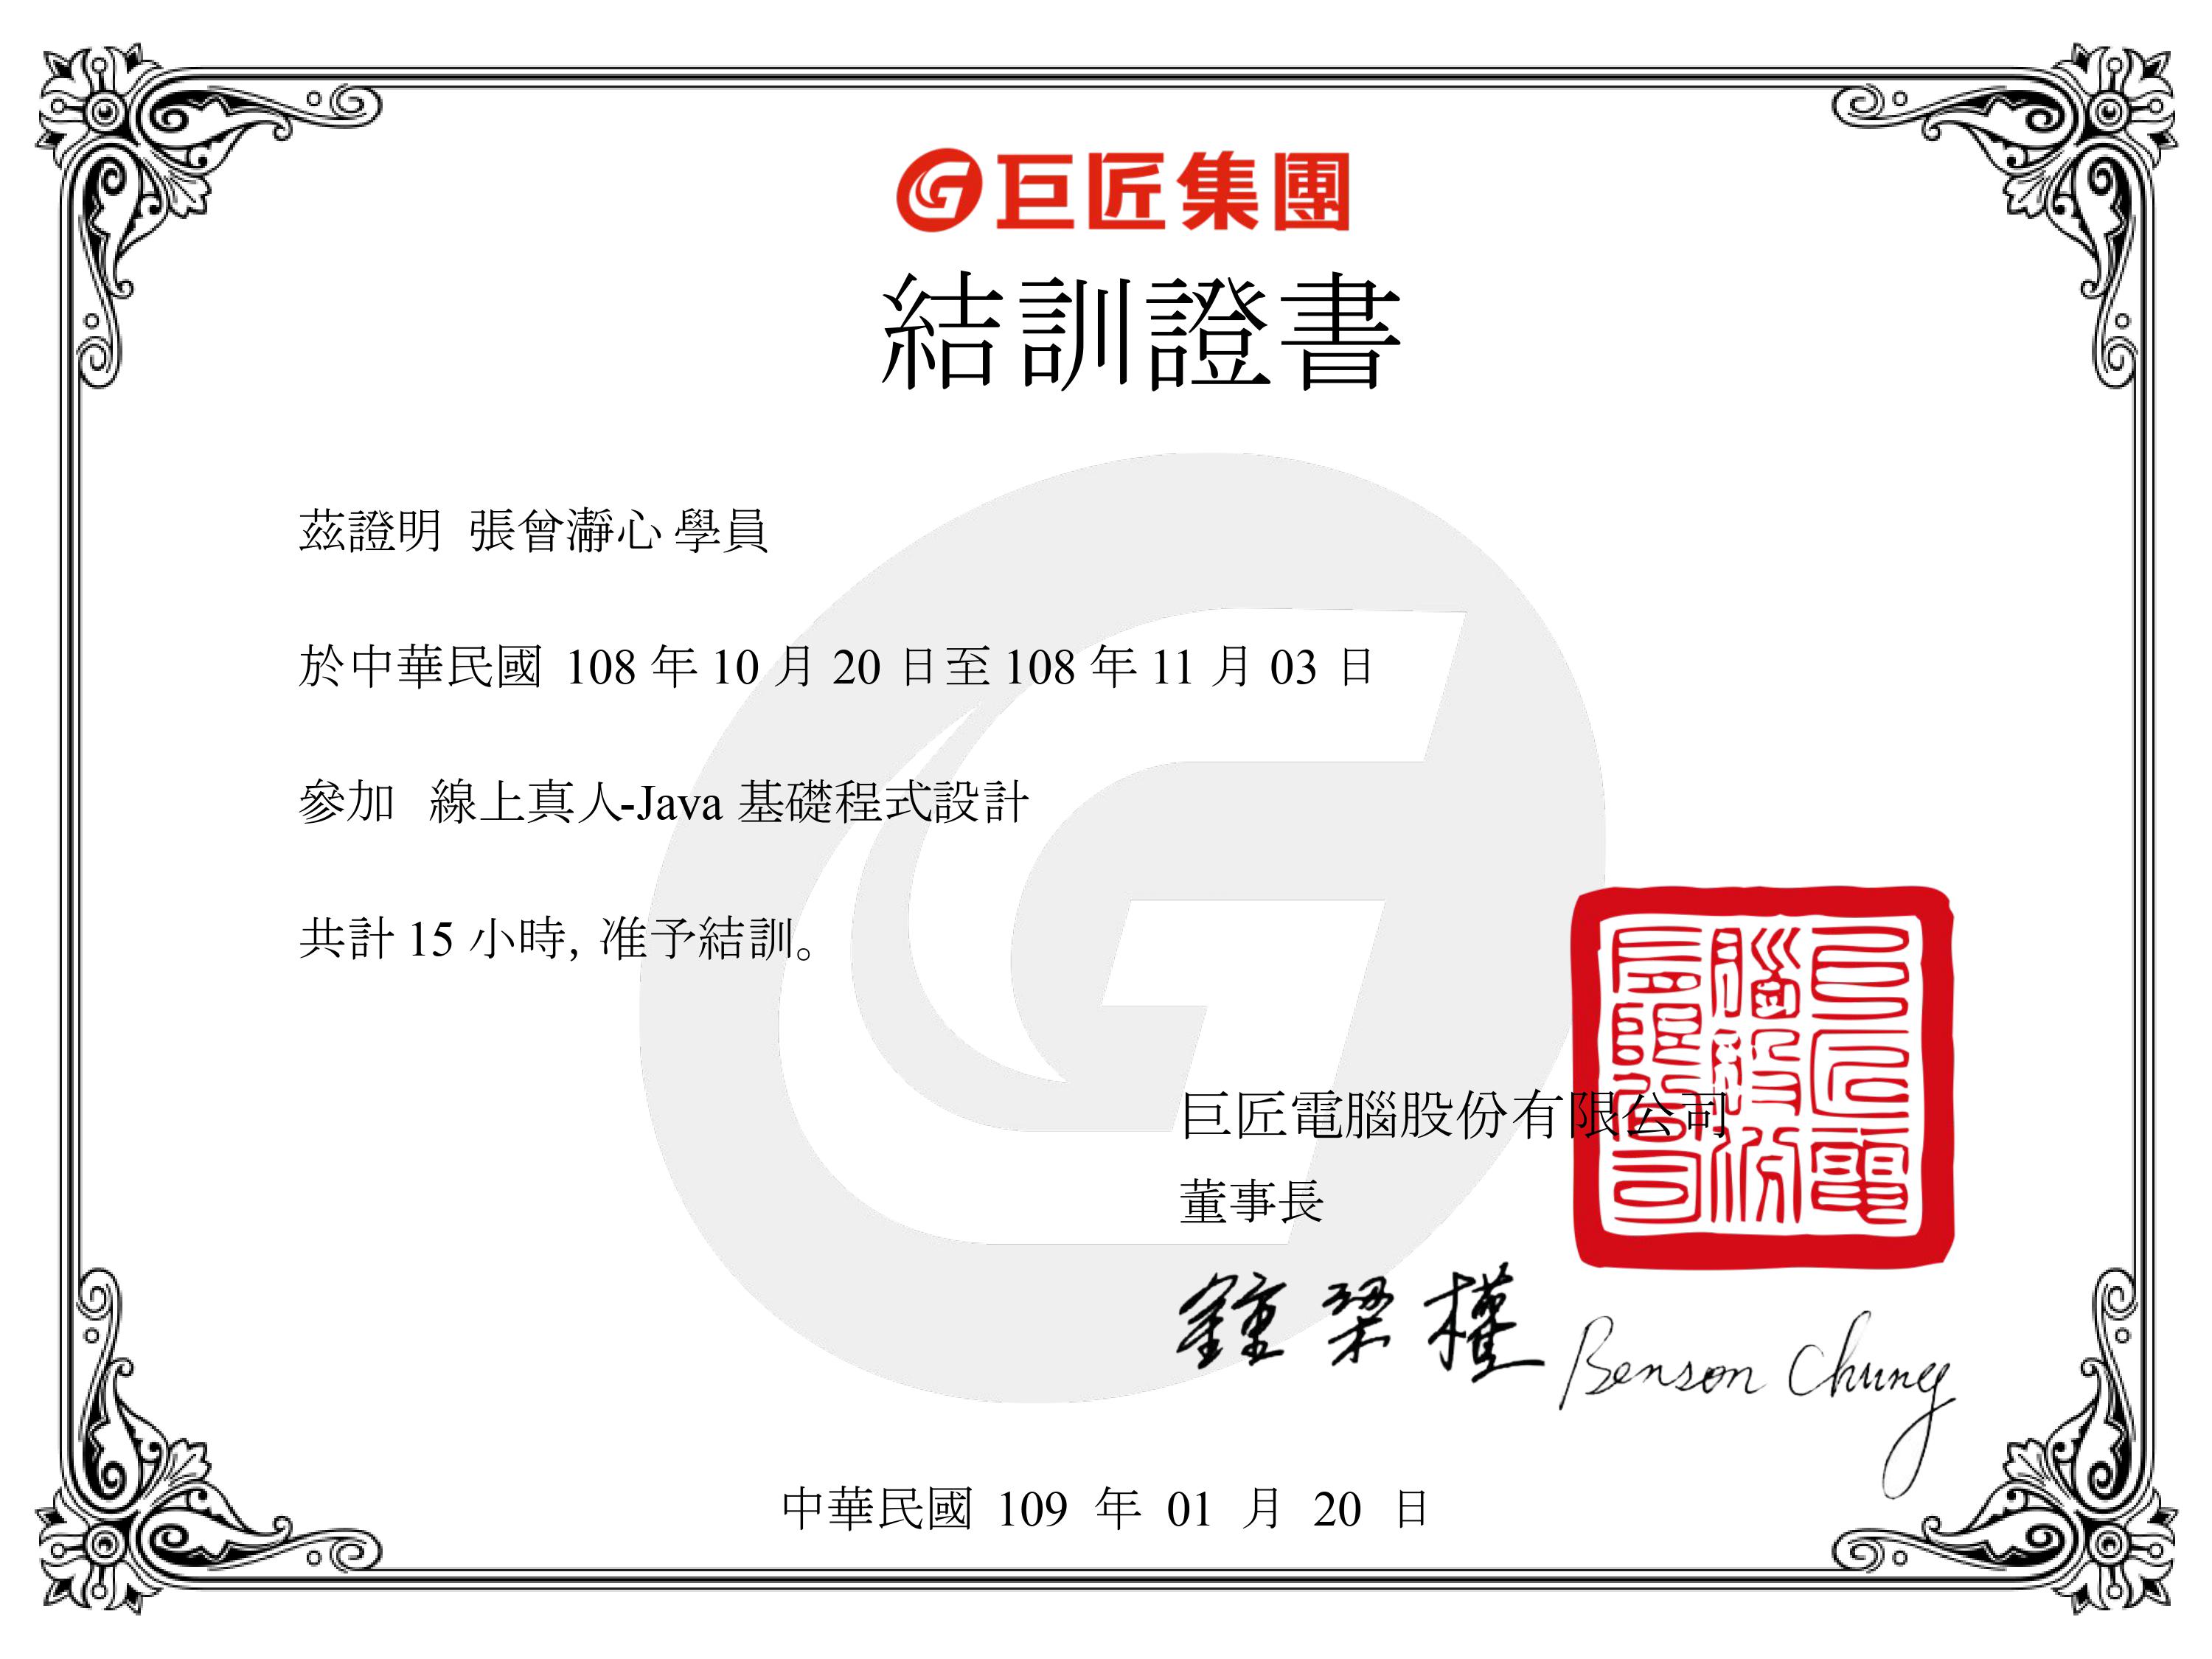 巨匠集團
結訓證書
茲證明 張曾瀞心 學員
於中華民國 108 年 10 月 20 日至 108 年 11 月 03 日
參加 線上真人-Java 基礎程式設計
共計 15 小時, 准予結訓。
巨匠電腦股份有限公司
巨匠電腦股份有限公司
董事長
鍾梁權 Benson Chung
中華民國 109 年 01 月 20 日